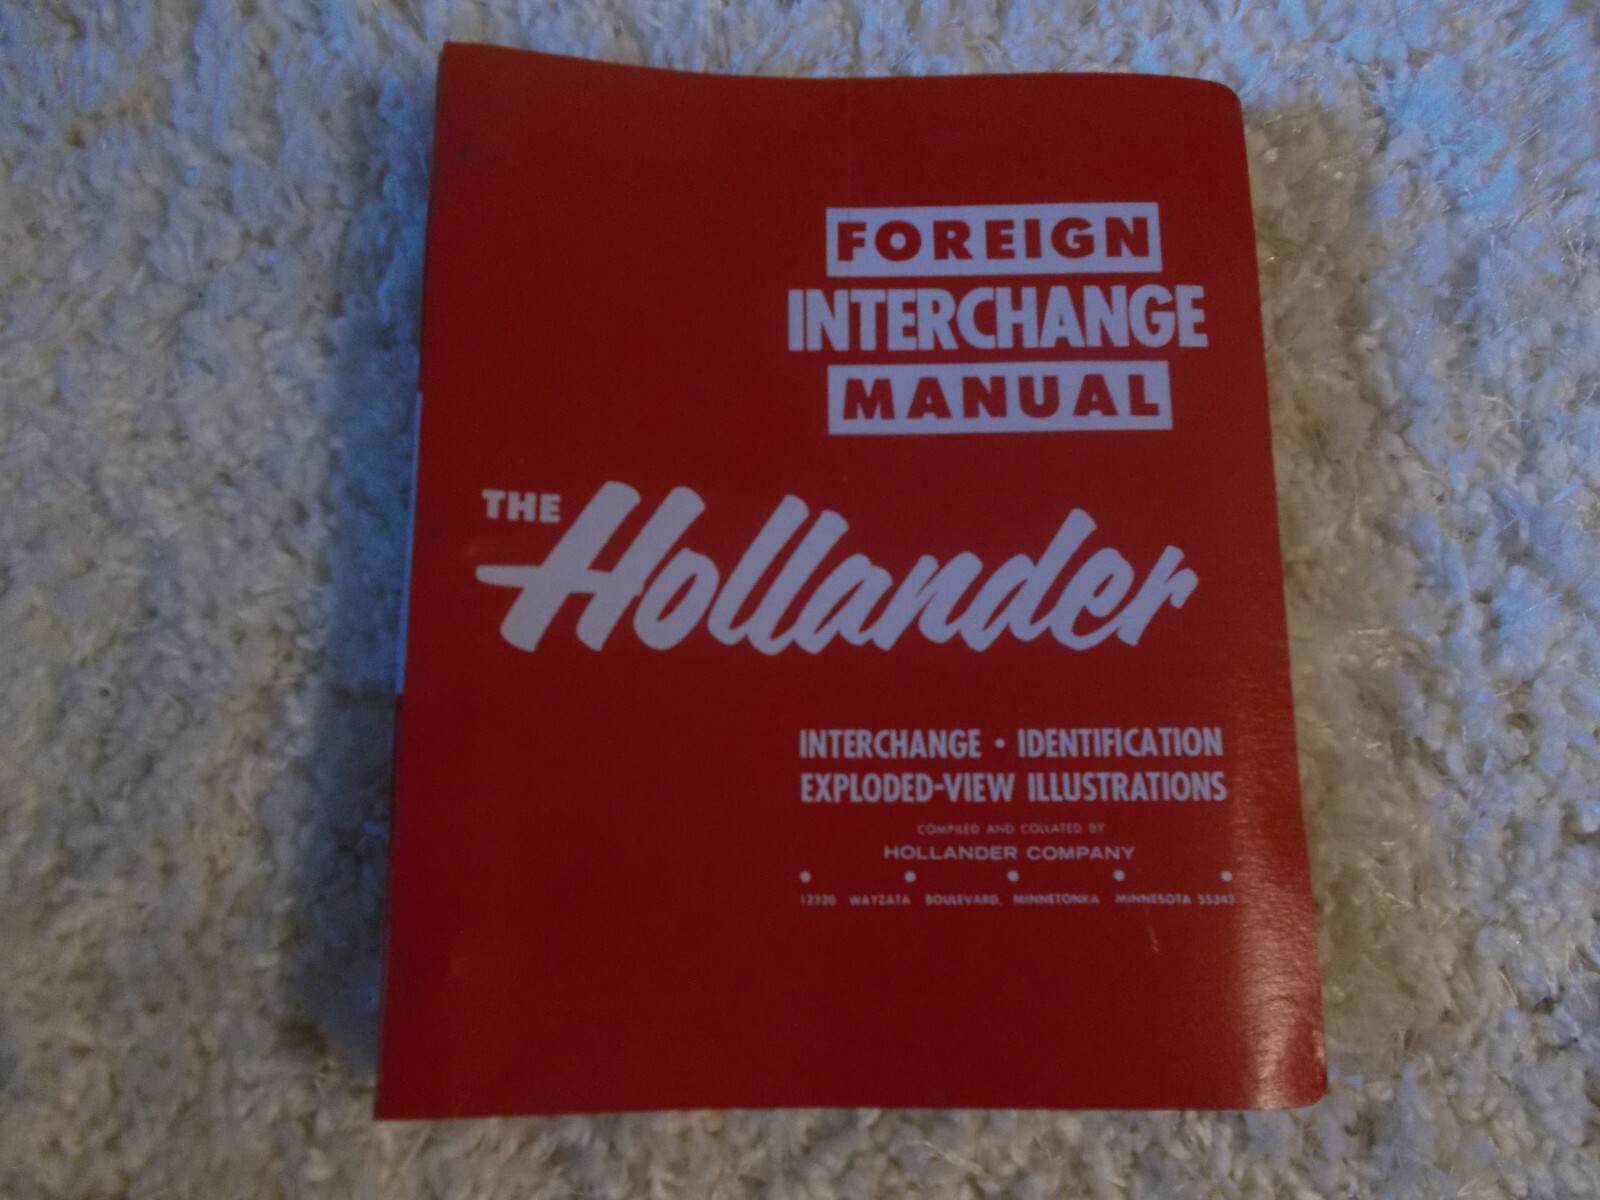 FOREIGN
INTERCHANGE
MANUAL
THE Hollander
INTERCHANGE • IDENTIFICATION
EXPLODED-VIEW ILLUSTRATIONS
COMPILED AND COLLATED BY
HOLLANDER COMPANY
12320 WAYZATA BOULEVARD, MINNETONKA MINNESOTA 55343